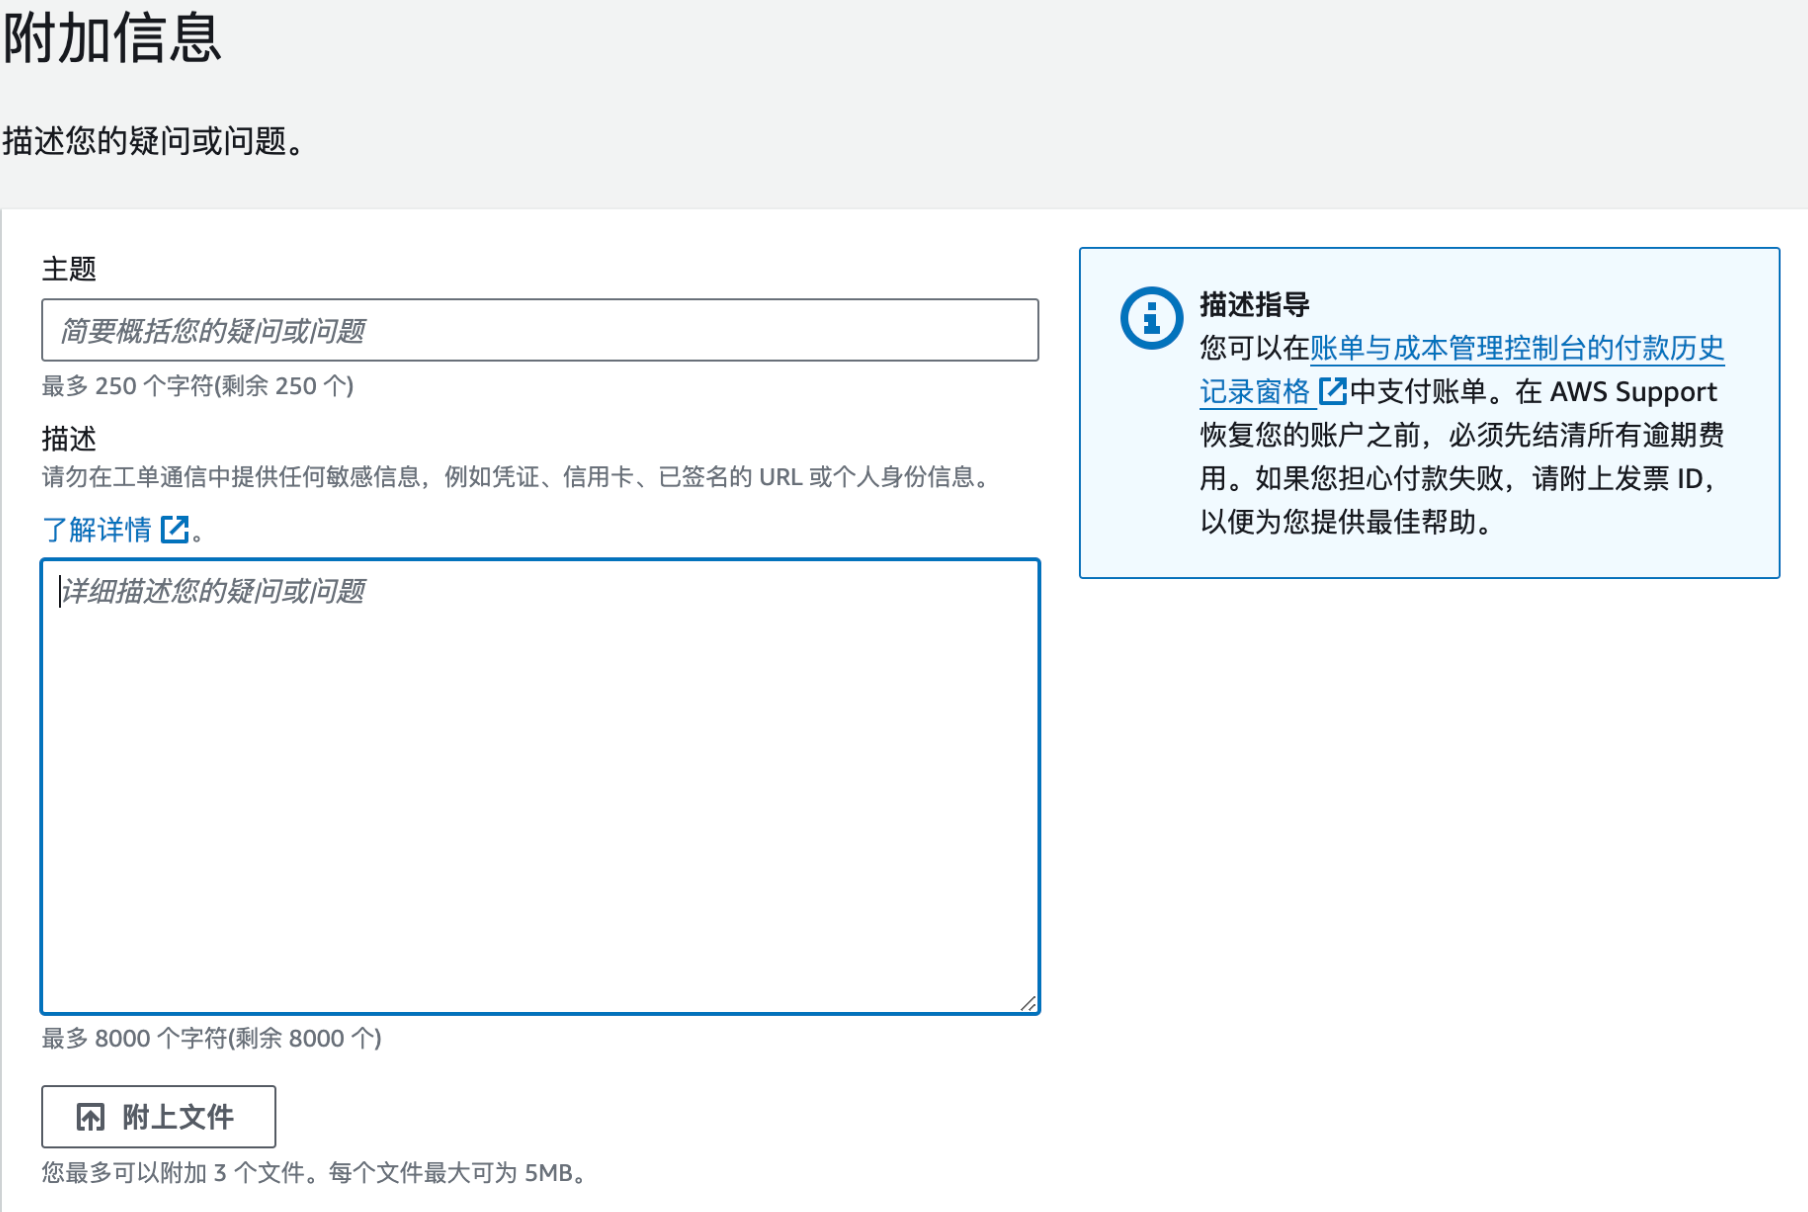 附加信息
描述您的疑问或问题。
主题
简要概括您的疑问或问题
最多 250 个字符(剩余 250 个)
描述
请勿在工单通信中提供任何敏感信息，例如凭证、信用卡、已签名的 URL 或个人身份信息。
了解详情。
详细描述您的疑问或问题
最多 8000 个字符(剩余 8000 个)
附上文件
您最多可以附加 3 个文件。每个文件最大可为 5MB。
描述指导
您可以在账单与成本管理控制台的付款历史
记录窗格中支付账单。在 AWS Support
恢复您的账户之前，必须先结清所有逾期费
用。如果您担心付款失败，请附上发票 ID，
以便为您提供最佳帮助。